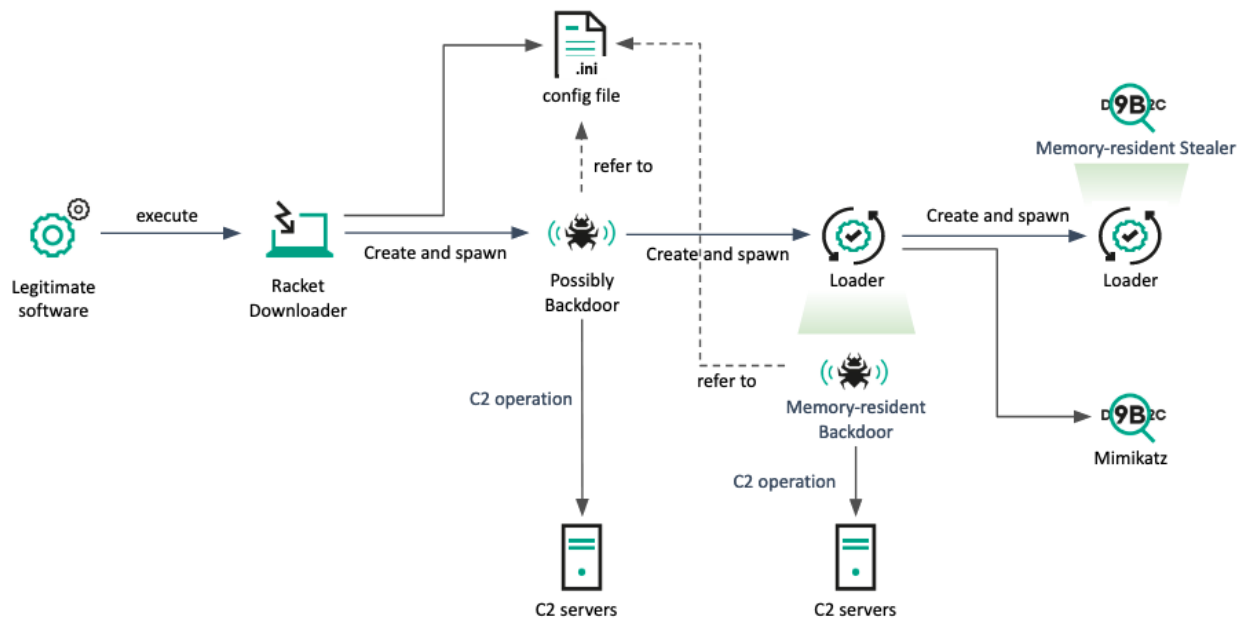 .ini
config file
D9B2C
Memory-resident Stealer
refer to
execute
Create and spawn
Create and spawn
Create and spawn
Legitimate
software
Racket
Downloader
Possibly
Backdoor
Loader
Loader
refer to
C2 operation
Memory-resident
Backdoor
D9B2C
Mimikatz
C2 operation
C2 servers
C2 servers